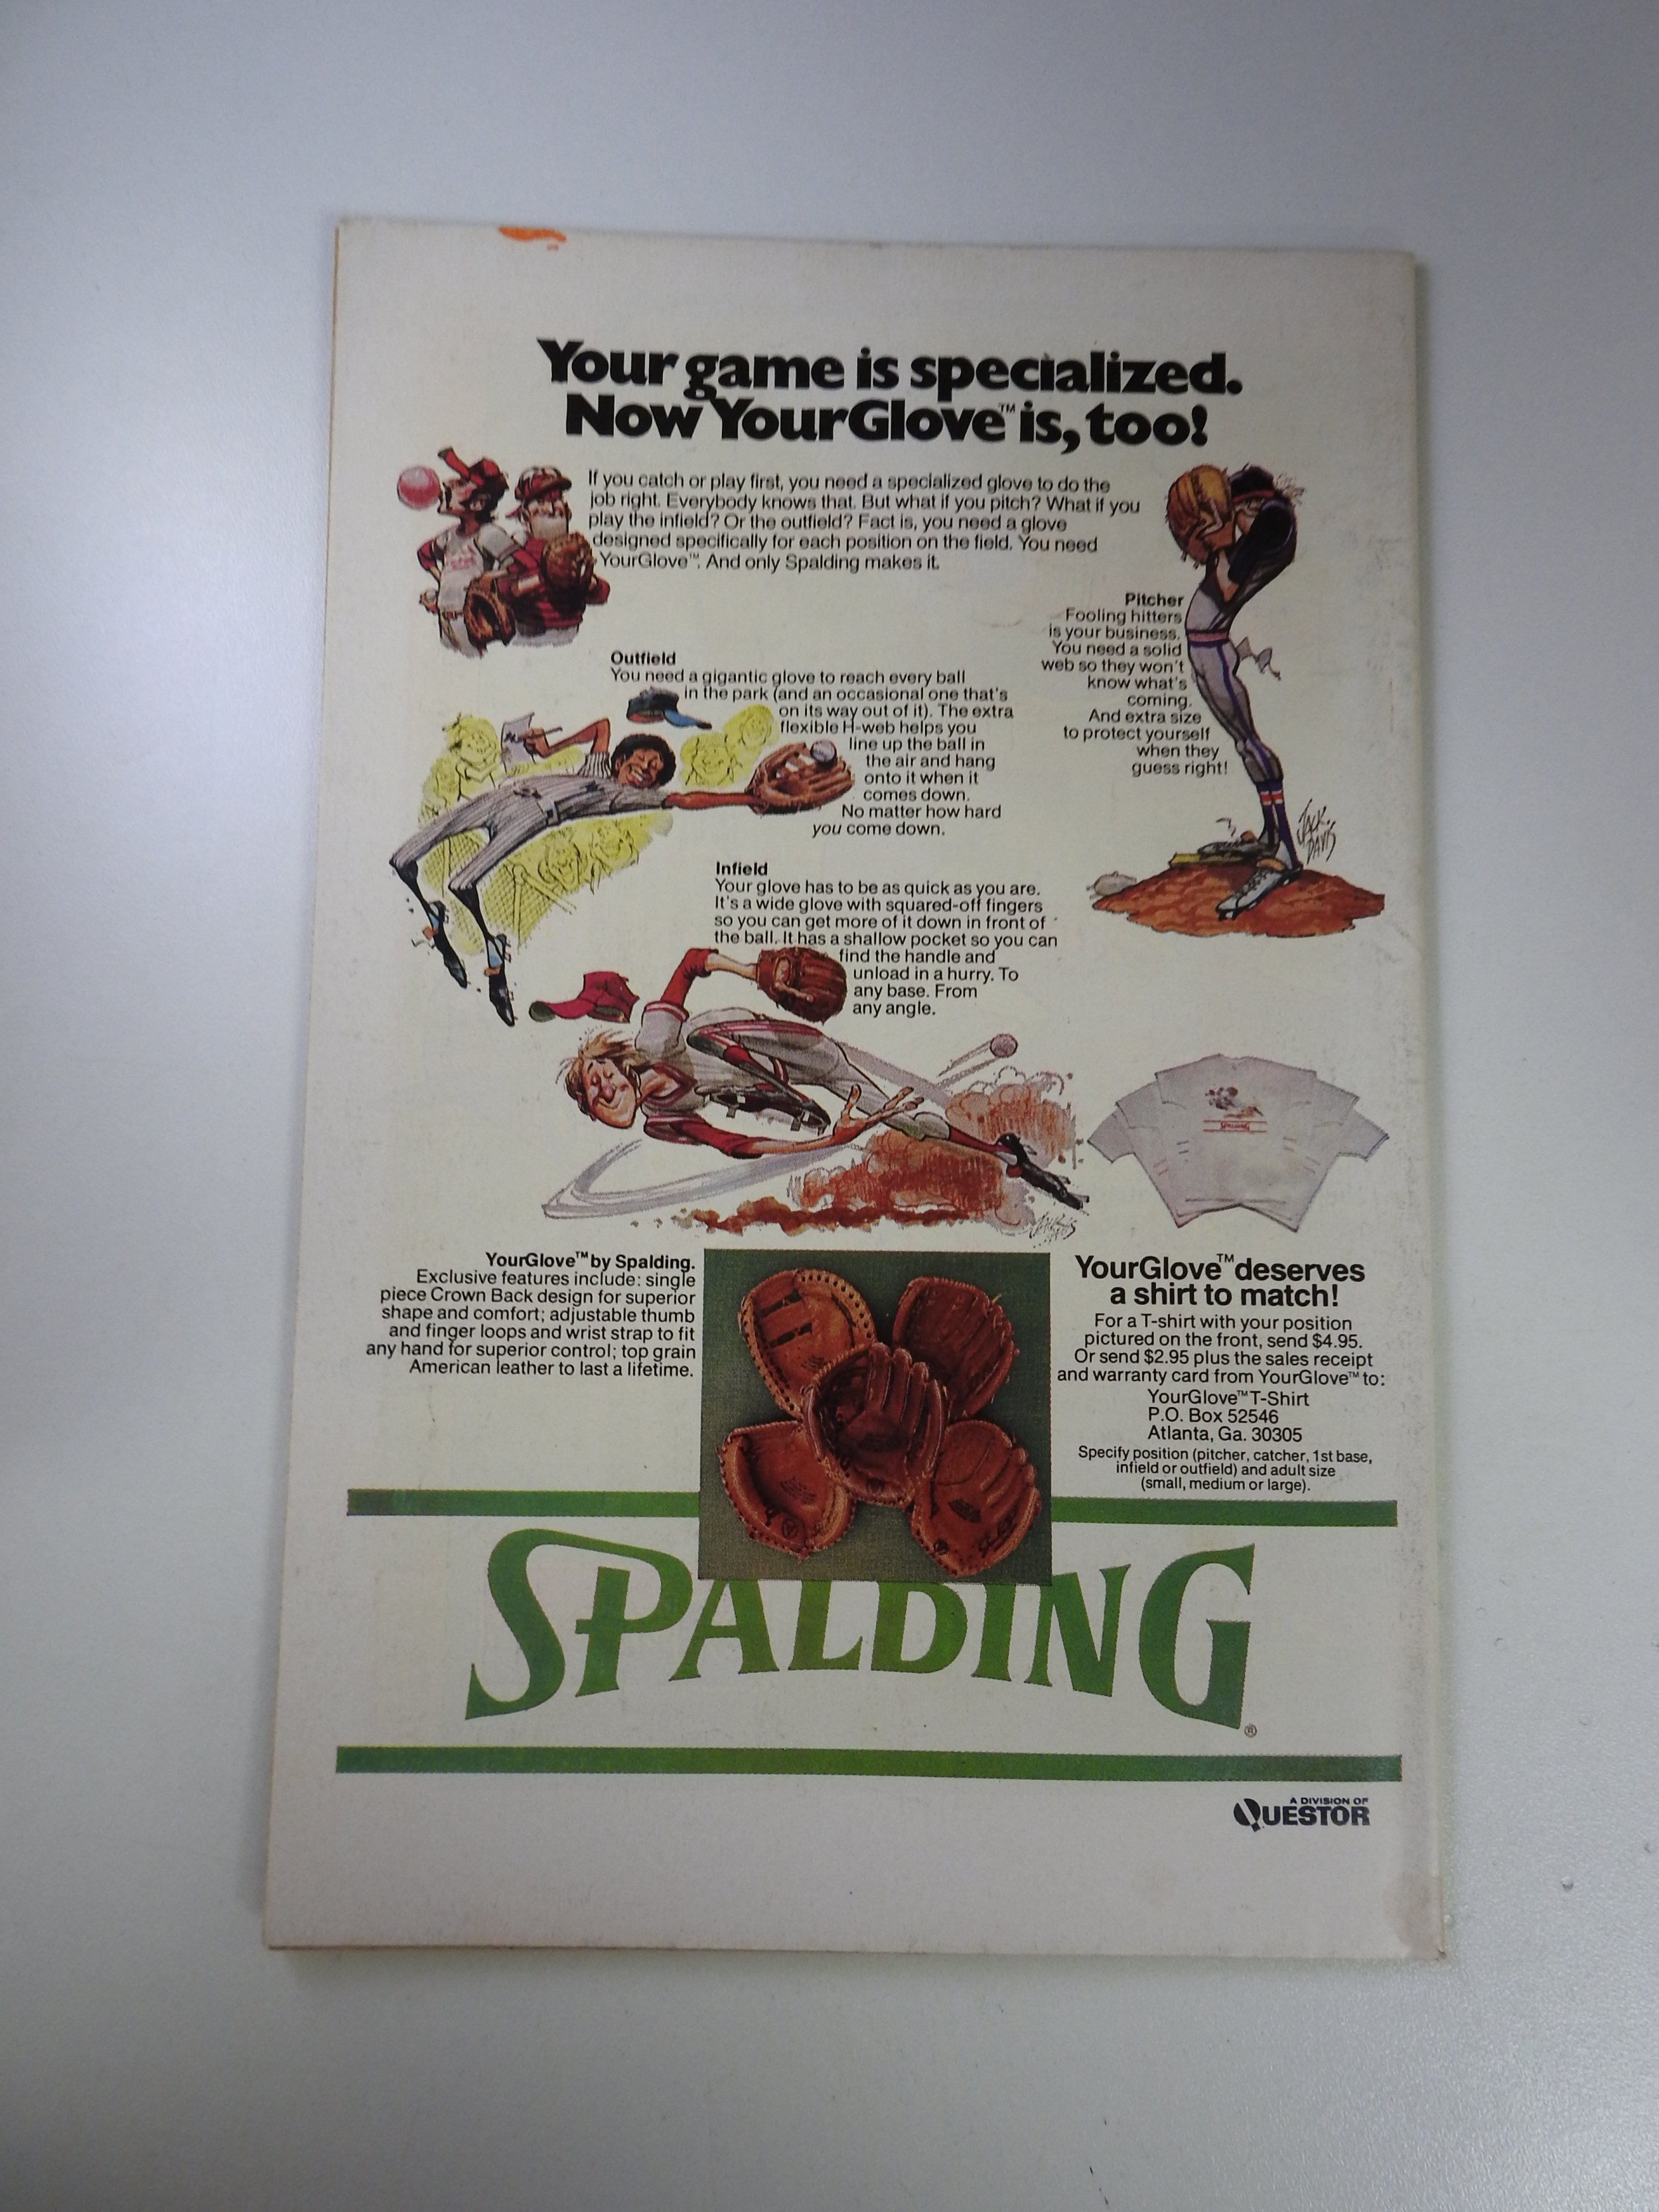 Your game is specialized.
Now YourGlove™ is, too!
If you catch or play first, you need a specialized glove to do the
job right. Everybody knows that. But what if you pitch? What if you
play the infield? Or the outfield? Fact is, you need a glove
designed specifically for each position on the field. You need
YourGlove™. And only Spalding makes it.
Pitcher
Fooling hitters
is your business.
You need a solid
web so they won't
know what's
coming.
And extra size
to protect yourself
when they
guess right!
JACK
DAVIS
Outfield
You need a gigantic glove to reach every ball
in the park (and an occasional one that's
on its way out of it). The extra
flexible H-web helps you
line up the ball in
the air and hang
onto it when it
comes down.
No matter how hard
you come down.
Infield
Your glove has to be as quick as you are.
It's a wide glove with squared-off fingers
so you can get more of it down in front of
the ball. It has a shallow pocket so you can
find the handle and
unload in a hurry. To
any base. From
any angle.
SPALDING
YourGlove™ by Spalding.
Exclusive features include: single
piece Crown Back design for superior
shape and comfort; adjustable thumb
and finger loops and wrist strap to fit
any hand for superior control; top grain
American leather to last a lifetime.
YourGlove™ deserves
a shirt to match!
For a T-shirt with your position
pictured on the front, send $4.95.
Or send $2.95 plus the sales receipt
and warranty card from YourGlove™ to:
YourGlove™ T-Shirt
P.O. Box 52546
Atlanta, Ga. 30305
Specify position (pitcher, catcher, 1st base,
infield or outfield) and adult size
(small, medium or large).
SPALDING®
A DIVISION OF
QUESTOR